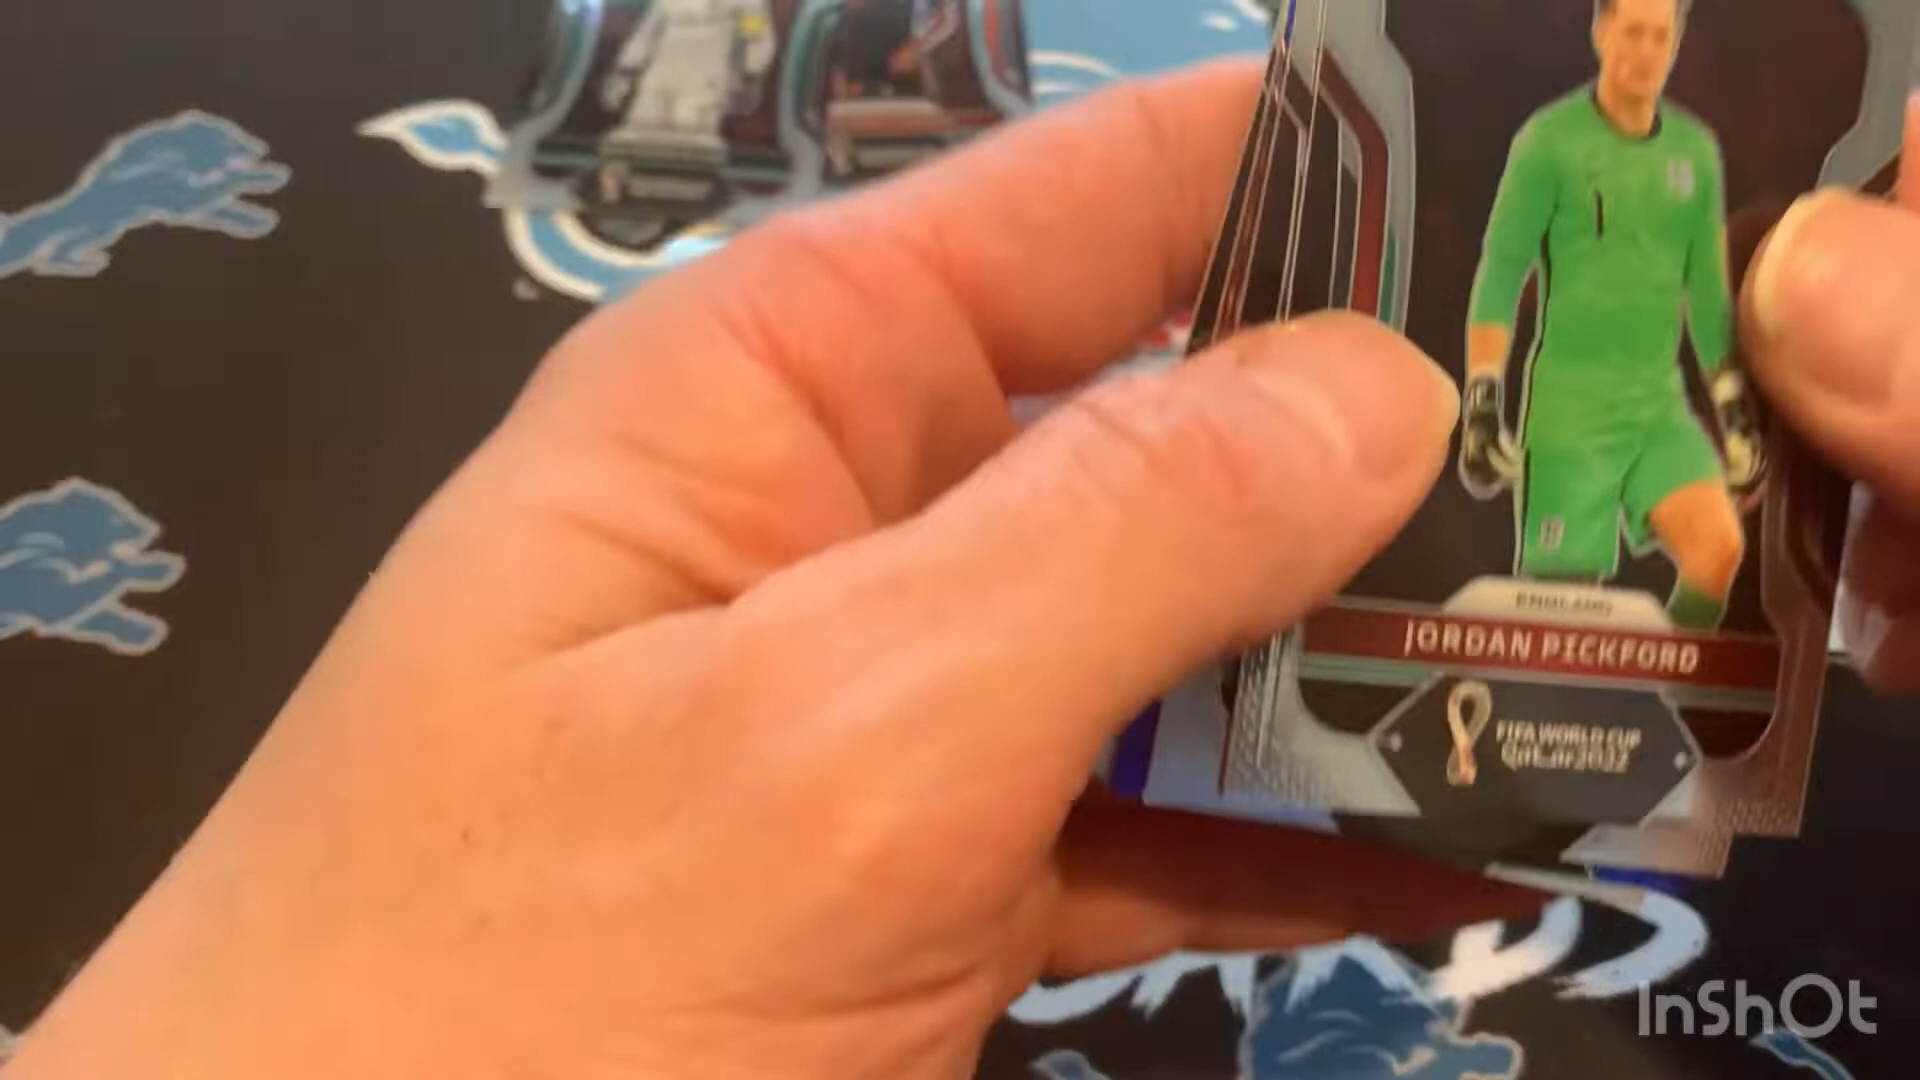 ENGLAND
JORDAN PICKFORD
FIFA WORLD CUP
Qatar2022
InShOt